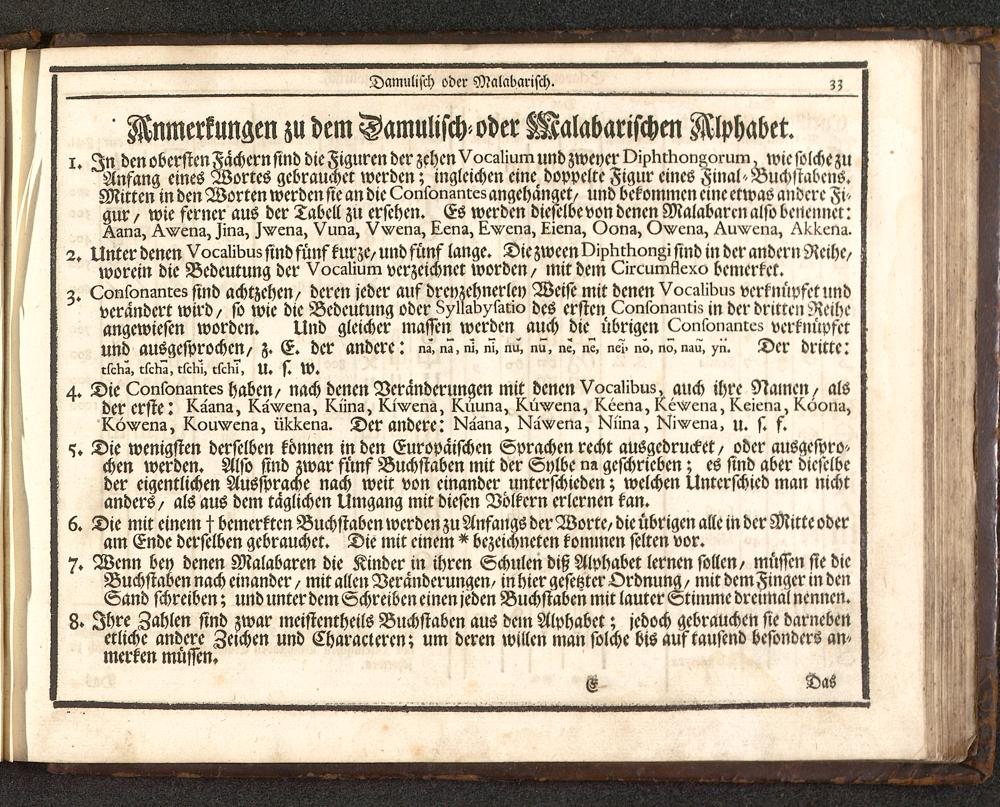 Damulisch oder Malabarisch. 33
Anmerkungen zu dem Damulisch- oder Malabarischen Alphabet.
1. In den obersten Fächern sind die Figuren der zehen Vocalium und zweyer Diphthongorum, wie solche zu
Anfang eines Wortes gebrauchet werden; ingleichen eine doppelte Figur eines Final-Buchstabens.
Mitten in den Worten werden sie an die Consonantes angehänget, und bekommen eine etwas andere Fi-
gur / wie ferner aus der Tabell zu ersehen. Es werden dieselbe von denen Malabaren also benennet:
Aana, Awena, Jina, Jwena, Vuna, Vwena, Eena, Ewena, Eiena, Oona, Owena, Auwena, Akkena.
2. Unter denen Vocalibus sind fünf kurze / und fünf lange. Die zween Diphthongi sind in der andern Reihe /
worein die Bedeutung der Vocalium verzeichnet worden / mit dem Circumflexo bemerket.
3. Consonantes sind achtzehen / deren jeder auf dreyzehnerley Weise mit denen Vocalibus verknüpfet und
verändert wird / so wie die Bedeutung oder Syllabysatio des ersten Consonantis in der dritten Reihe
angewiesen worden. Und gleicher massen werden auch die übrigen Consonantes verknüpfet
und ausgesprochen / z. E. der andere: na, nā, ni, nī, nu, nū, ne, nē, nei, no, nō, nau, yn. Der dritte:
tscha, tschā, tschi, tschī, u. s. w.
4. Die Consonantes haben / nach denen Veränderungen mit denen Vocalibus, auch ihre Namen / als
der erste: Káana, Káwena, Kíina, Kíwena, Kúuna, Kúwena, Kéena, Kéwena, Keiena, Kóona,
Kówena, Kouwena, ükkena. Der andere: Náana, Náwena, Níina, Niwena, u. s. f.
5. Die wenigsten derselben können in den Europäischen Sprachen recht ausgedrucket / oder ausgespro-
chen werden. Also sind zwar fünf Buchstaben mit der Sylbe na geschrieben; es sind aber dieselbe
der eigentlichen Aussprache nach weit von einander unterschieden; welchen Unterschied man nicht
anders / als aus dem täglichen Umgang mit diesen Völkern erlernen kan.
6. Die mit einem † bemerkten Buchstaben werden zu Anfangs der Worte / die übrigen alle in der Mitte oder
am Ende derselben gebrauchet. Die mit einem * bezeichneten kommen selten vor.
7. Wenn bey denen Malabaren die Kinder in ihren Schulen diß Alphabet lernen sollen / müssen sie die
Buchstaben nach einander / mit allen Veränderungen / in hier gesetzter Ordnung / mit dem Finger in den
Sand schreiben; und unter dem Schreiben einen jeden Buchstaben mit lauter Stimme dreimal nennen.
8. Ihre Zahlen sind zwar meistentheils Buchstaben aus dem Alphabet; jedoch gebrauchen sie darneben
etliche andere Zeichen und Characteren; um deren willen man solche bis auf tausend besonders an-
merken müssen.
E Das